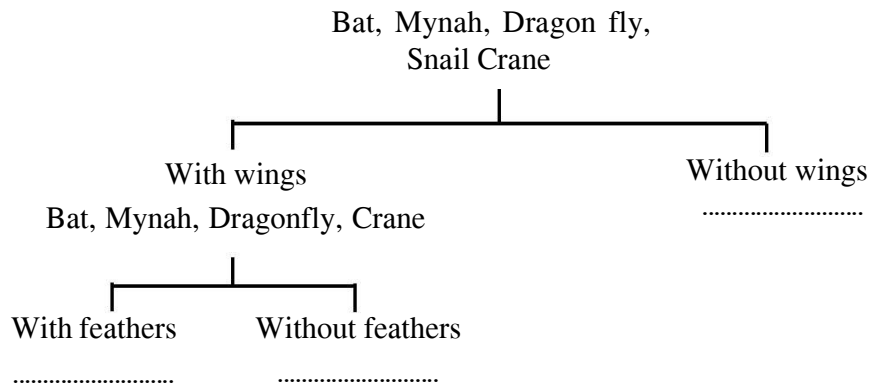 Bat, Mynah, Dragon fly,
Snail Crane
With wings
Without wings
Bat, Mynah, Dragonfly, Crane
...........................
With feathers
Without feathers
...........................
...........................